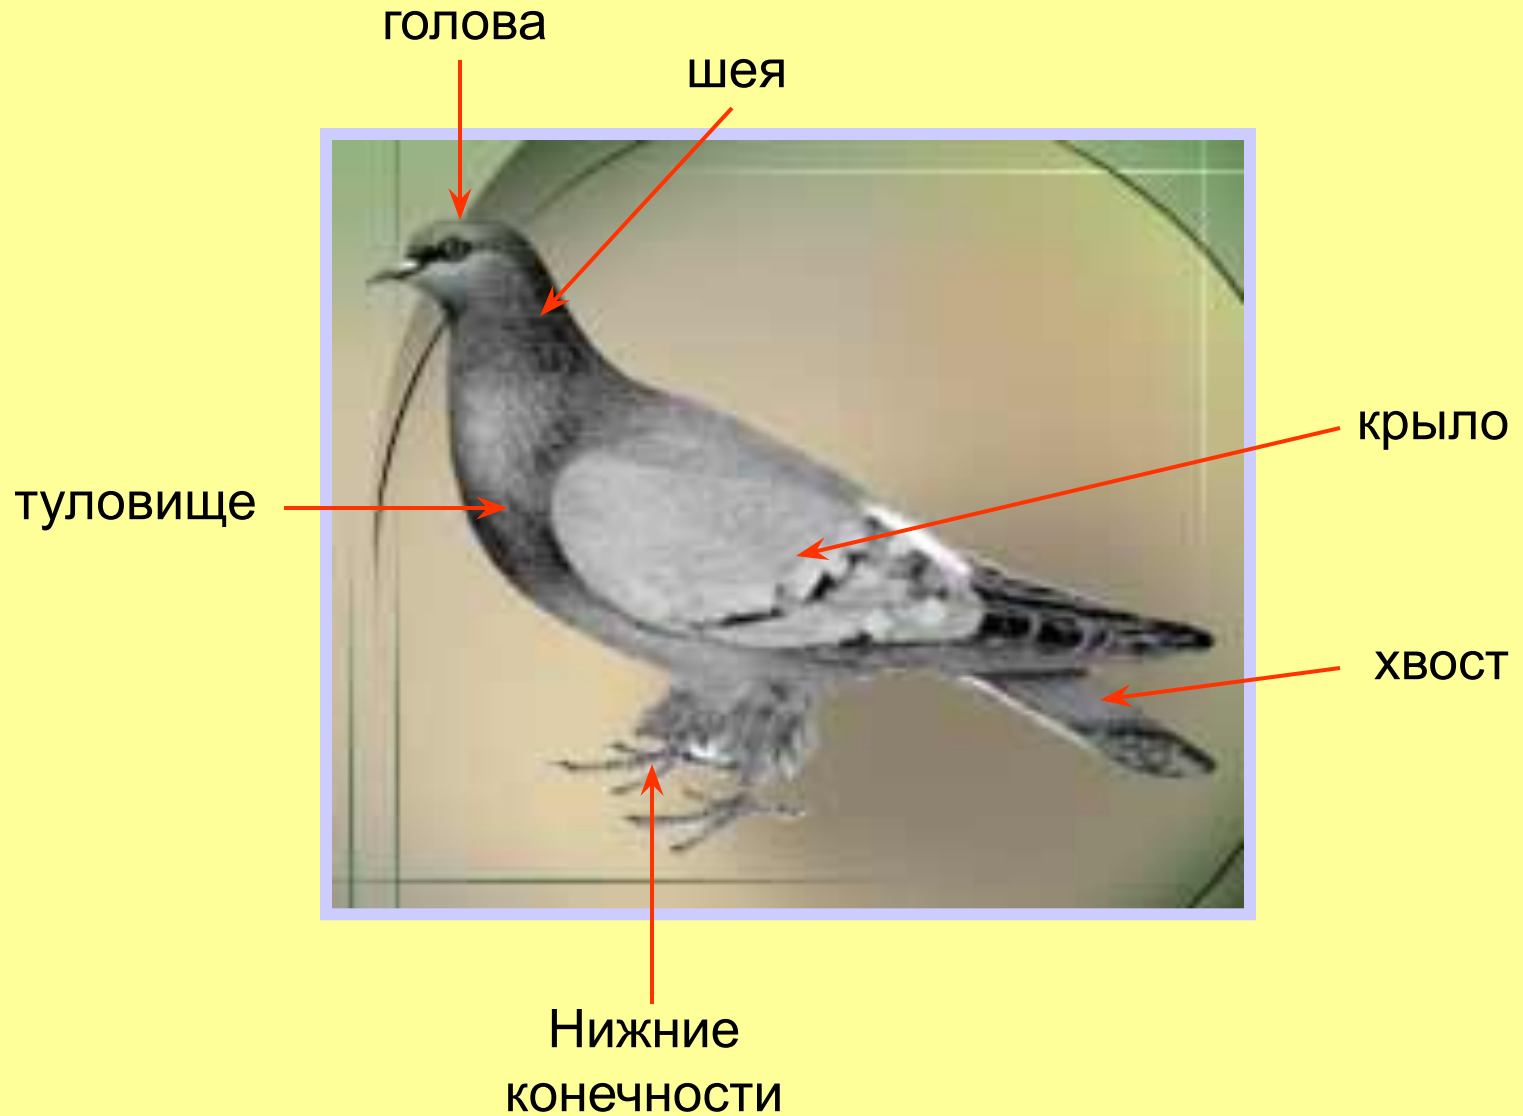 голова
шея
крыло
туловище
хвост
Нижние
конечности